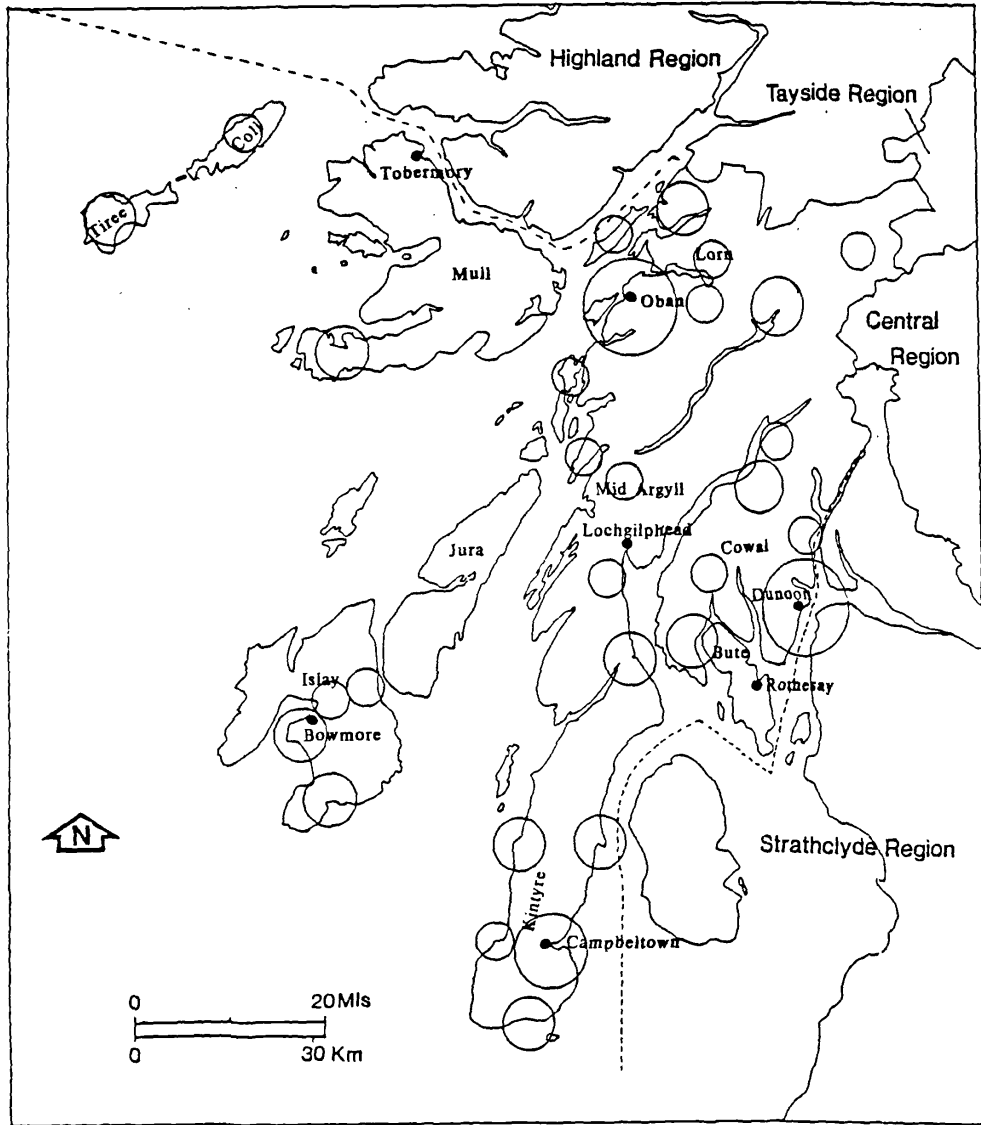 Highland Region
Tayside Region
Coll
Tobermory
Tiree
Lorn
Mull
Oban
Central
Region
Mid Argyll
Lochgilphead
Jura
Cowal
Dunoon
Bute
Islay
Rothesay
Bowmore
N
Strathclyde Region
Kintyre
Campbeltown
0 20 Mls
0 30 Km